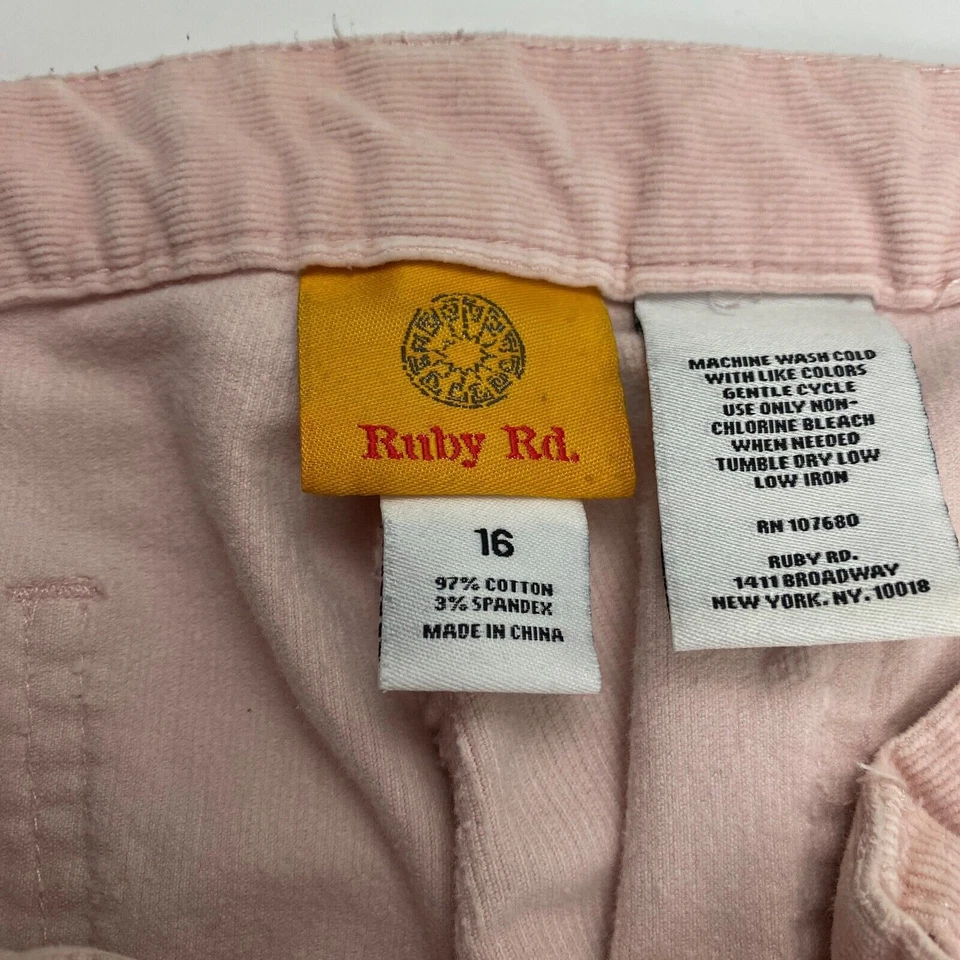 Ruby Rd.
16
97% COTTON
3% SPANDEX
MADE IN CHINA
MACHINE WASH COLD
WITH LIKE COLORS
GENTLE CYCLE
USE ONLY NON-
CHLORINE BLEACH
WHEN NEEDED
TUMBLE DRY LOW
LOW IRON
RN 107680
RUBY RD.
1411 BROADWAY
NEW YORK. NY. 10018